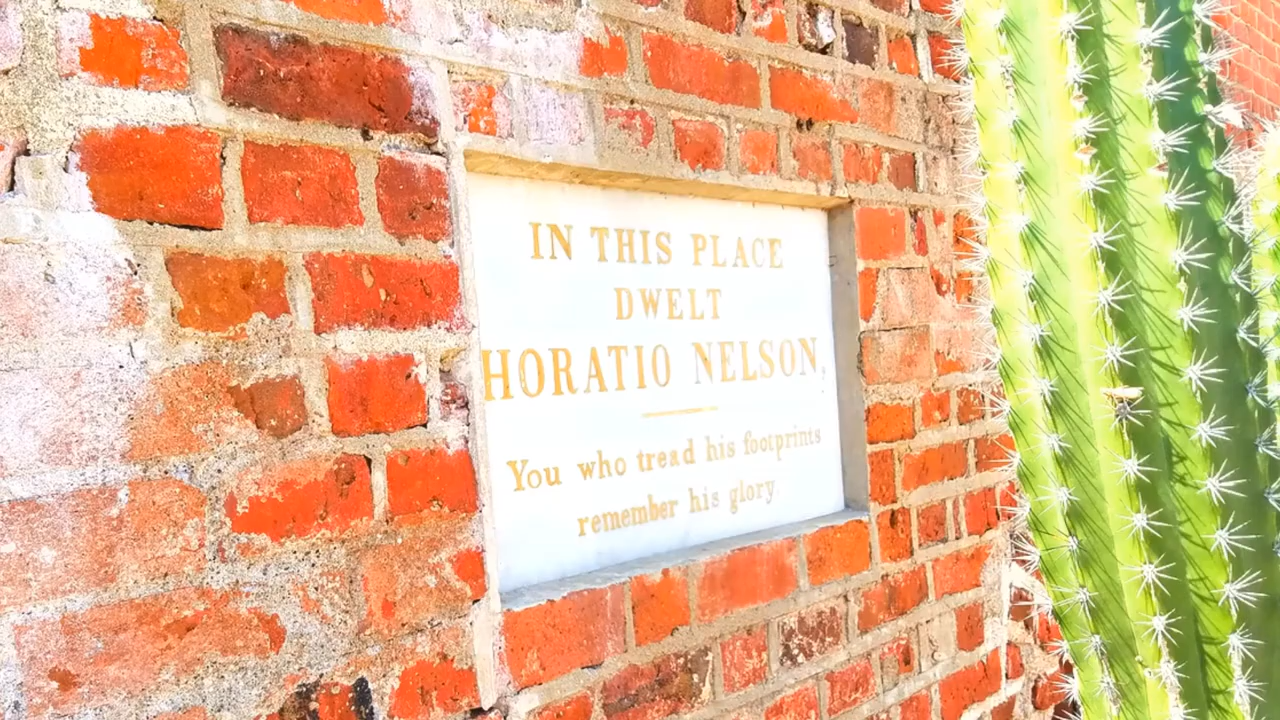 IN THIS PLACE
DWELT
HORATIO NELSON,
You who tread his footprints
remember his glory.